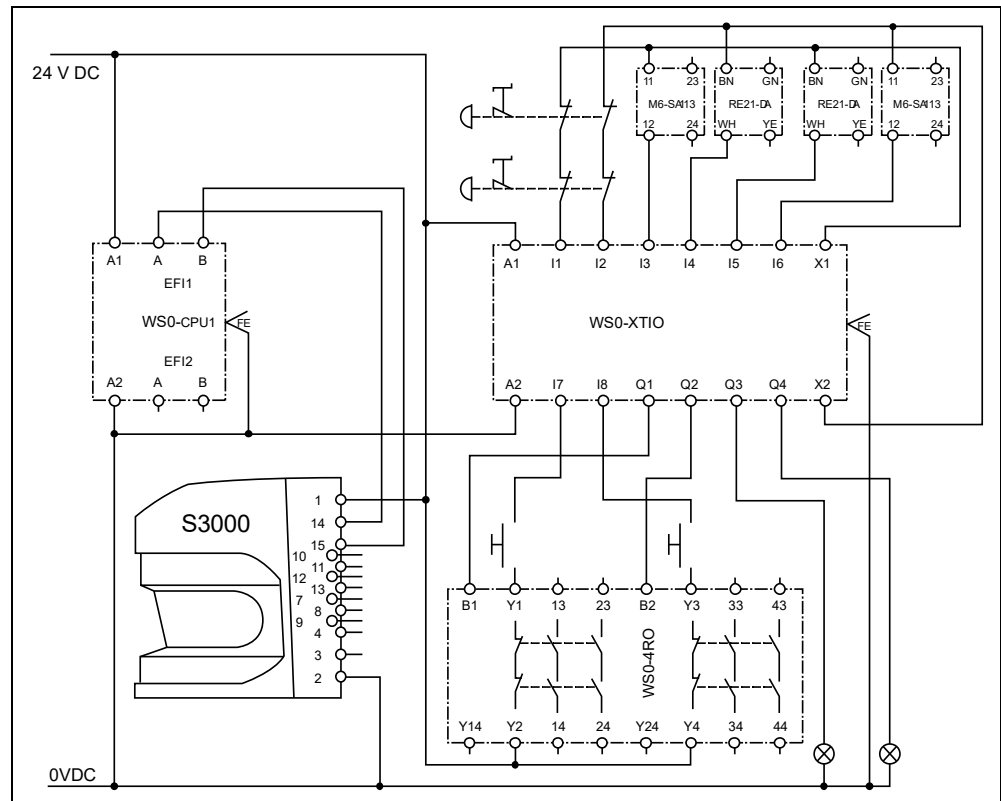 24 V DC
11 23 BN GN BN GN 11 23
M6-SA113 RE21-DA RE21-DA M6-SA113
12 24 WH YE WH YE 12 24
A1 A B
EFI1
WS0-CPU1 FE
EFI2
A2 A B
A1 I1 I2 I3 I4 I5 I6 X1
WS0-XTIO FE
A2 I7 I8 Q1 Q2 Q3 Q4 X2
S3000
1
14
15
10
11
12
13
7
8
9
4
3
2
B1 Y1 13 23 B2 Y3 33 43
WS0-4RO
Y14 Y2 14 24 Y24 Y4 34 44
0VDC